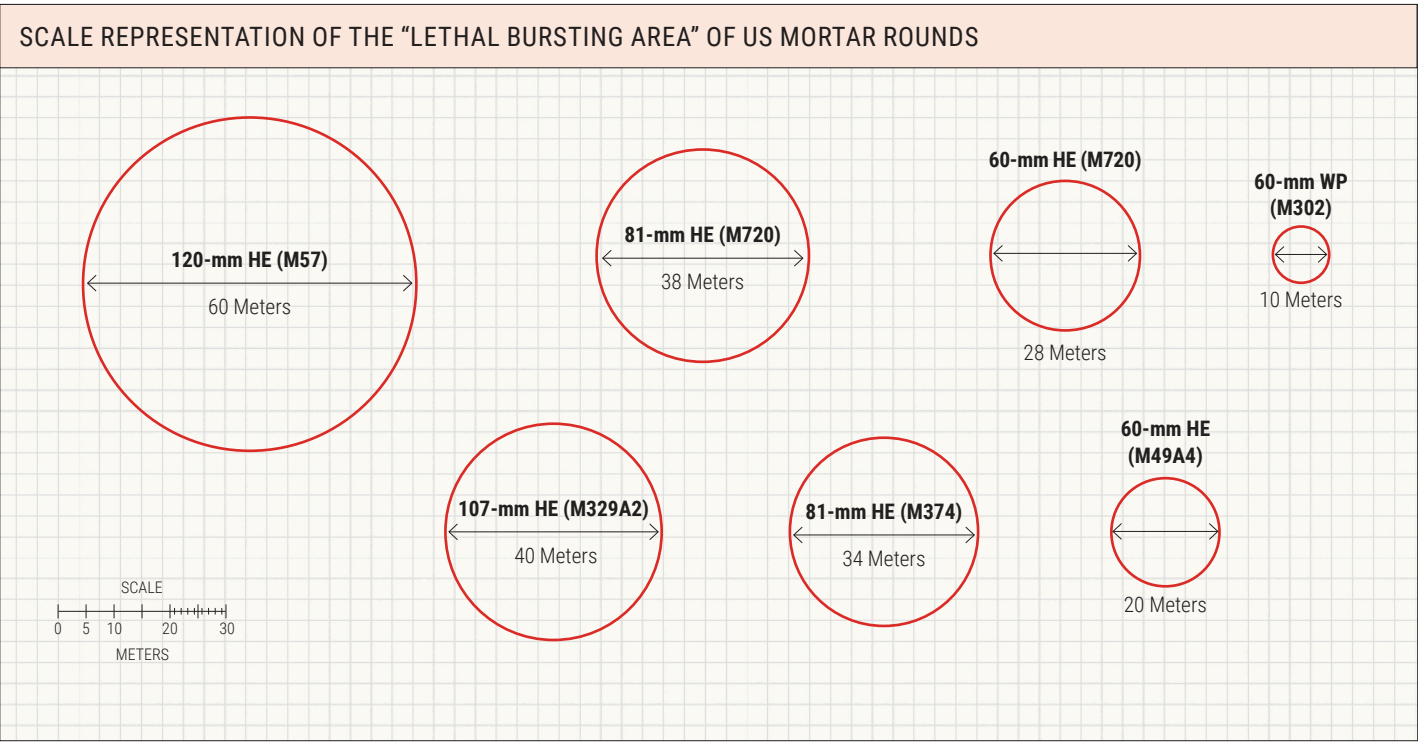 SCALE REPRESENTATION OF THE “LETHAL BURSTING AREA” OF US MORTAR ROUNDS
120-mm HE (M57)
60 Meters
81-mm HE (M720)
38 Meters
60-mm HE (M720)
28 Meters
60-mm WP
(M302)
10 Meters
107-mm HE (M329A2)
40 Meters
81-mm HE (M374)
34 Meters
60-mm HE
(M49A4)
20 Meters
SCALE
0 5 10 20 30
METERS